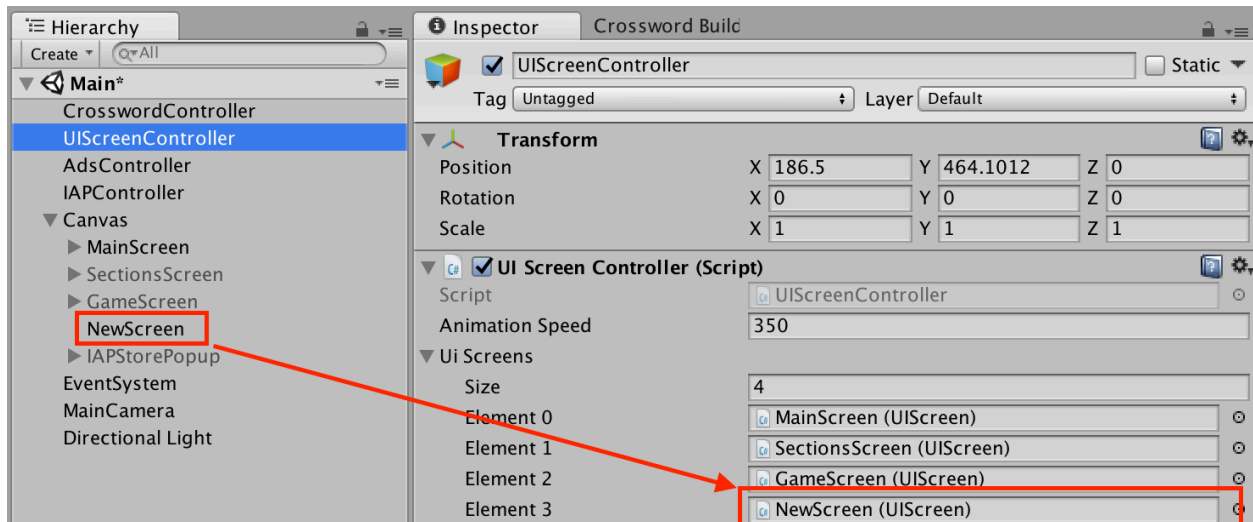 Hierarchy
Create
All
Main*
CrosswordController
UIScreenController
AdsController
IAPController
Canvas
MainScreen
SectionsScreen
GameScreen
NewScreen
IAPStorePopup
EventSystem
MainCamera
Directional Light
Inspector Crossword Build
UIScreenController Static
Tag Untagged Layer Default
Transform
Position X 186.5 Y 464.1012 Z 0
Rotation X 0 Y 0 Z 0
Scale X 1 Y 1 Z 1
UI Screen Controller (Script)
Script UIScreenController
Animation Speed 350
Ui Screens
Size 4
Element 0 MainScreen (UIScreen)
Element 1 SectionsScreen (UIScreen)
Element 2 GameScreen (UIScreen)
Element 3 NewScreen (UIScreen)